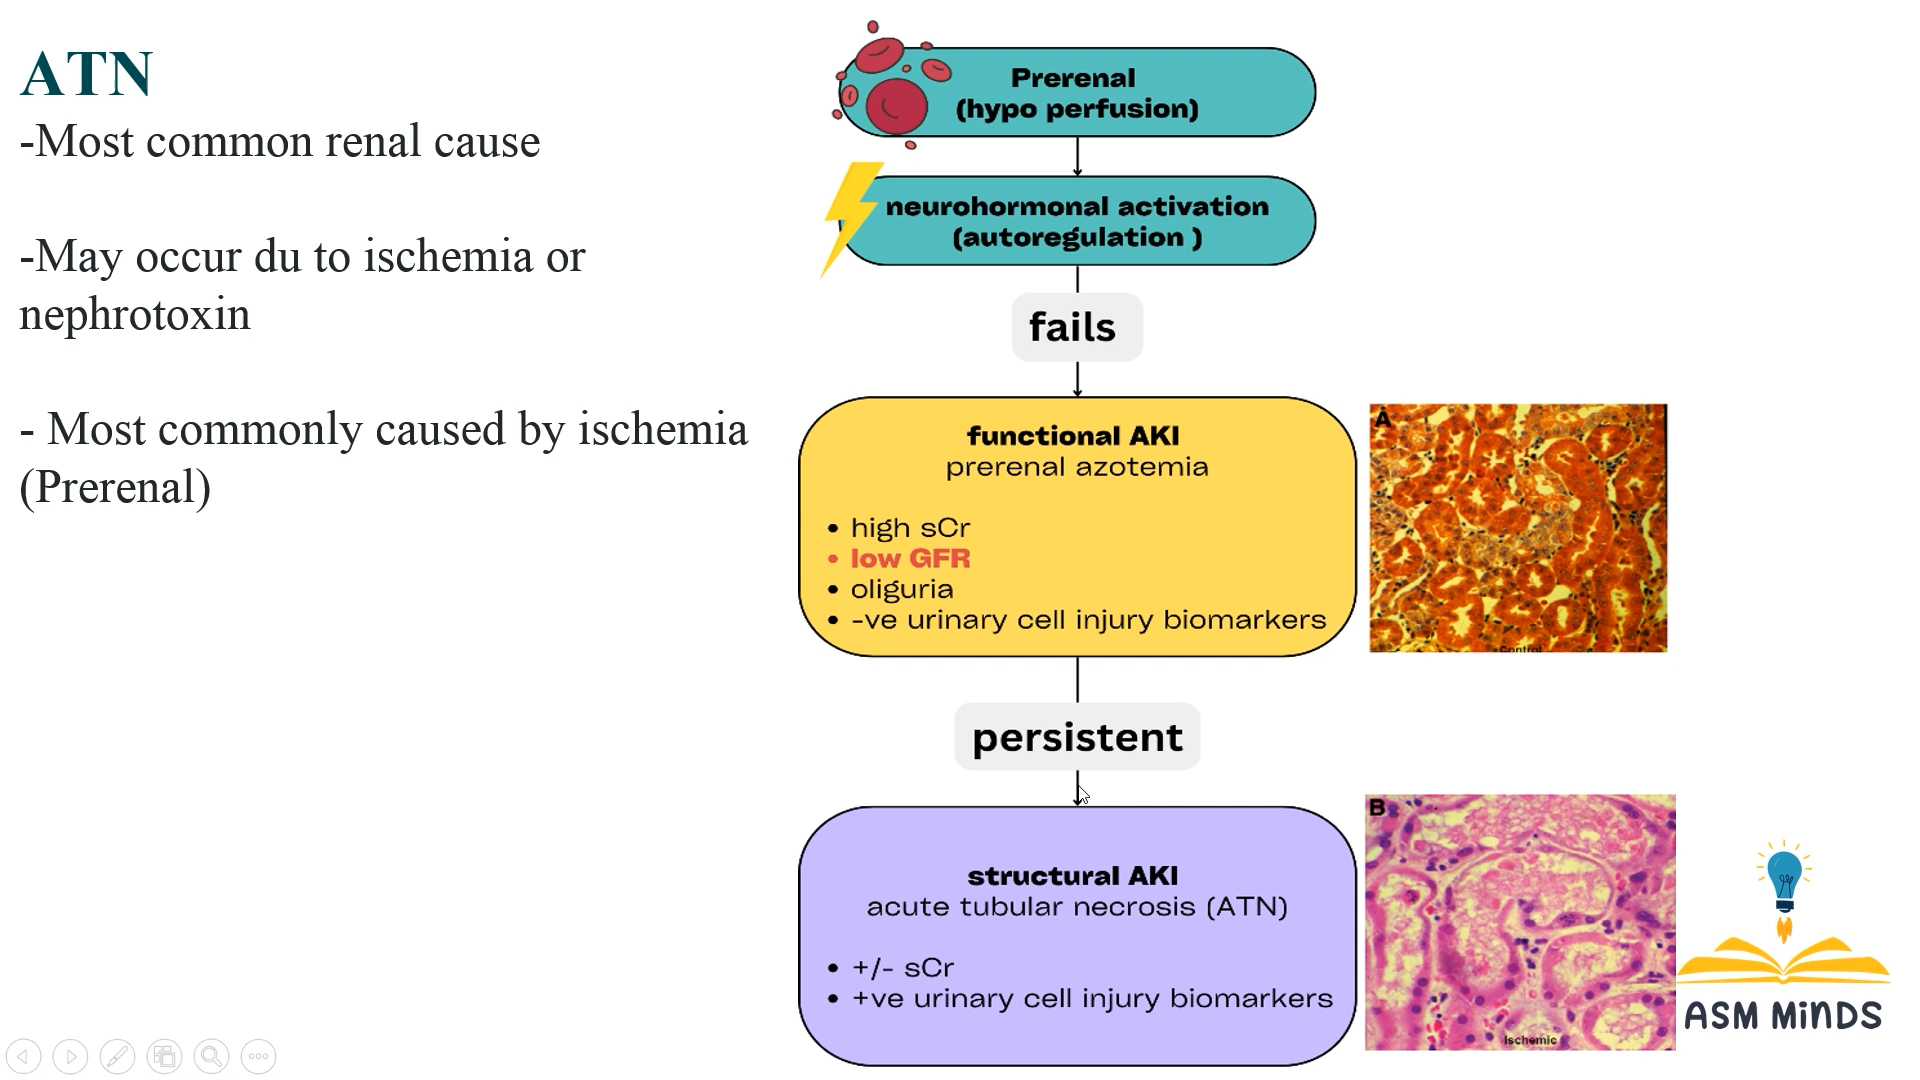 ATN
-Most common renal cause
-May occur du to ischemia or
nephrotoxin
- Most commonly caused by ischemia
(Prerenal)
Prerenal
(hypo perfusion)
neurohormonal activation
(autoregulation )
fails
functional AKI
prerenal azotemia
• high sCr
• low GFR
• oliguria
• -ve urinary cell injury biomarkers
A
Control
persistent
structural AKI
acute tubular necrosis (ATN)
• +/- sCr
• +ve urinary cell injury biomarkers
B
Ischemic
ASM MiNDS